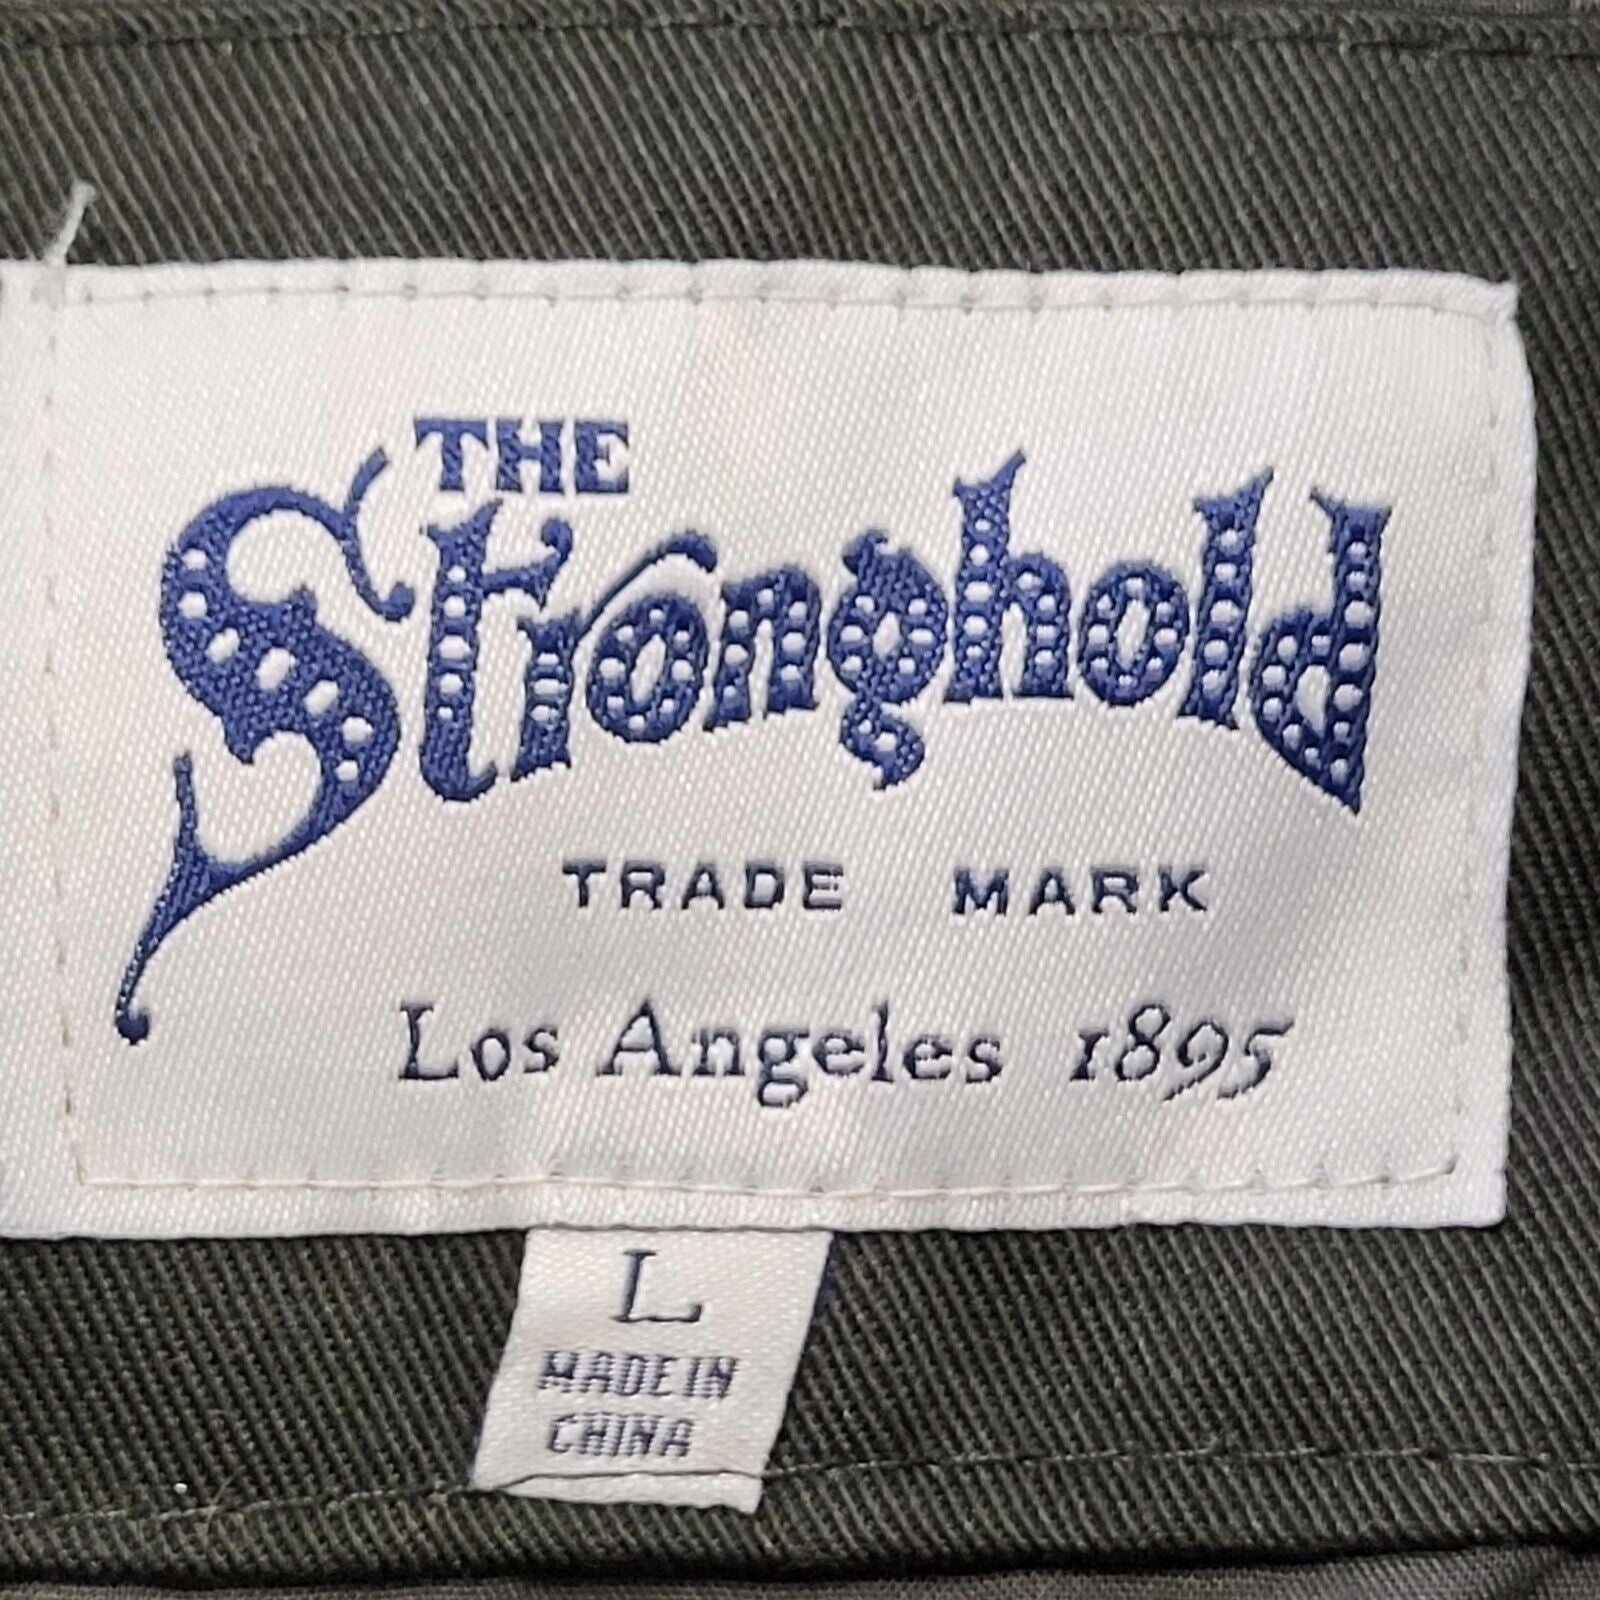 THE
Stronghold
TRADE MARK
Los Angeles 1895
L
MADE IN
CHINA